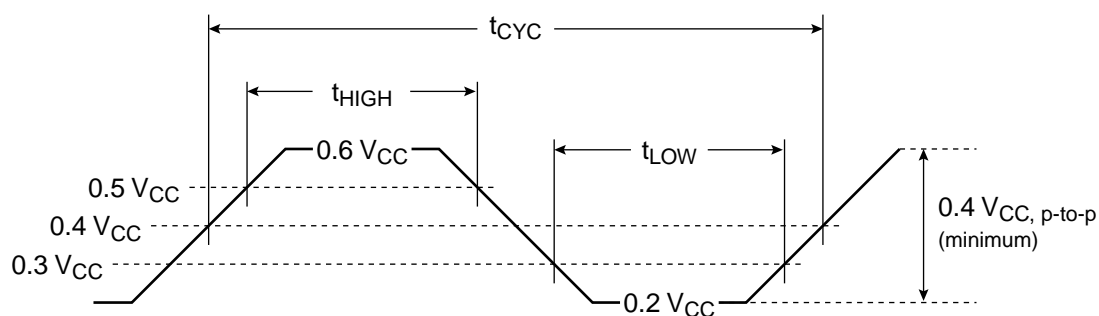 tCYC
tHIGH
0.6 VCC
tLOW
0.5 VCC
0.4 VCC
0.4 VCC, p-to-p
(minimum)
0.3 VCC
0.2 VCC